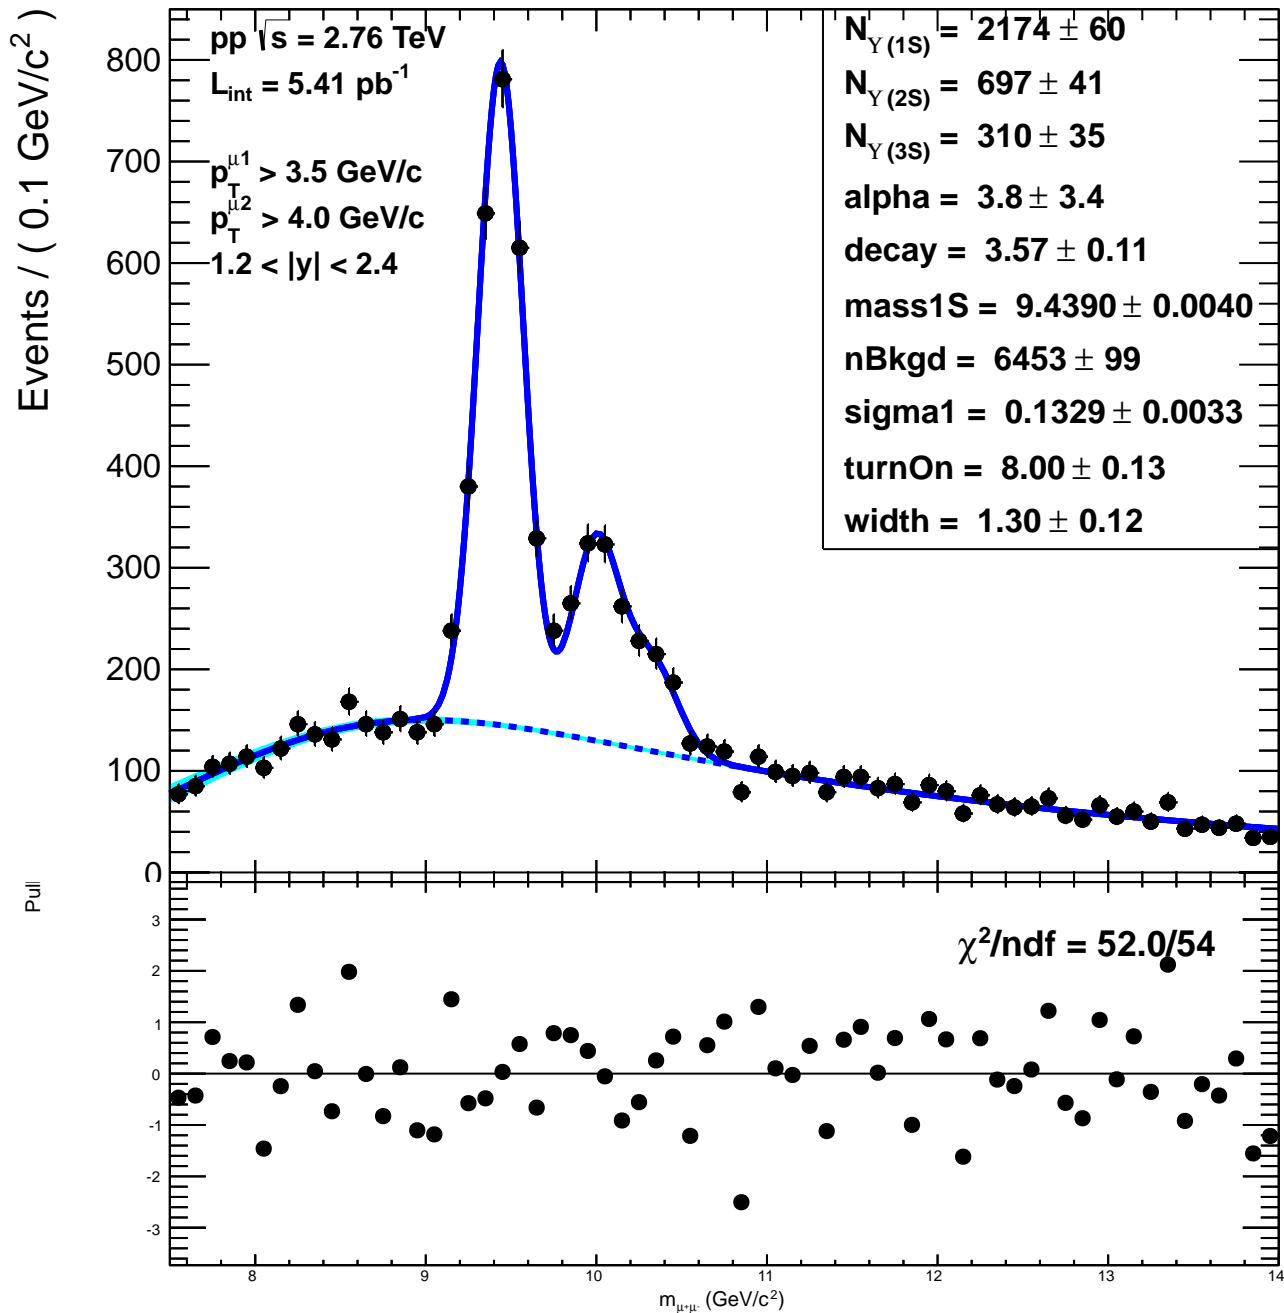 Events / ( 0.1 GeV/c² )
800
700
600
500
400
300
200
100
0
pp √s = 2.76 TeV
L_int = 5.41 pb⁻¹
p_T^μ1 > 3.5 GeV/c
p_T^μ2 > 4.0 GeV/c
1.2 < |y| < 2.4
N_ϒ(1S) = 2174 ± 60
N_ϒ(2S) = 697 ± 41
N_ϒ(3S) = 310 ± 35
alpha = 3.8 ± 3.4
decay = 3.57 ± 0.11
mass1S = 9.4390 ± 0.0040
nBkgd = 6453 ± 99
sigma1 = 0.1329 ± 0.0033
turnOn = 8.00 ± 0.13
width = 1.30 ± 0.12
Pull
3
2
1
0
-1
-2
-3
χ²/ndf = 52.0/54
8 9 10 11 12 13 14
m_μ⁺μ⁻ (GeV/c²)